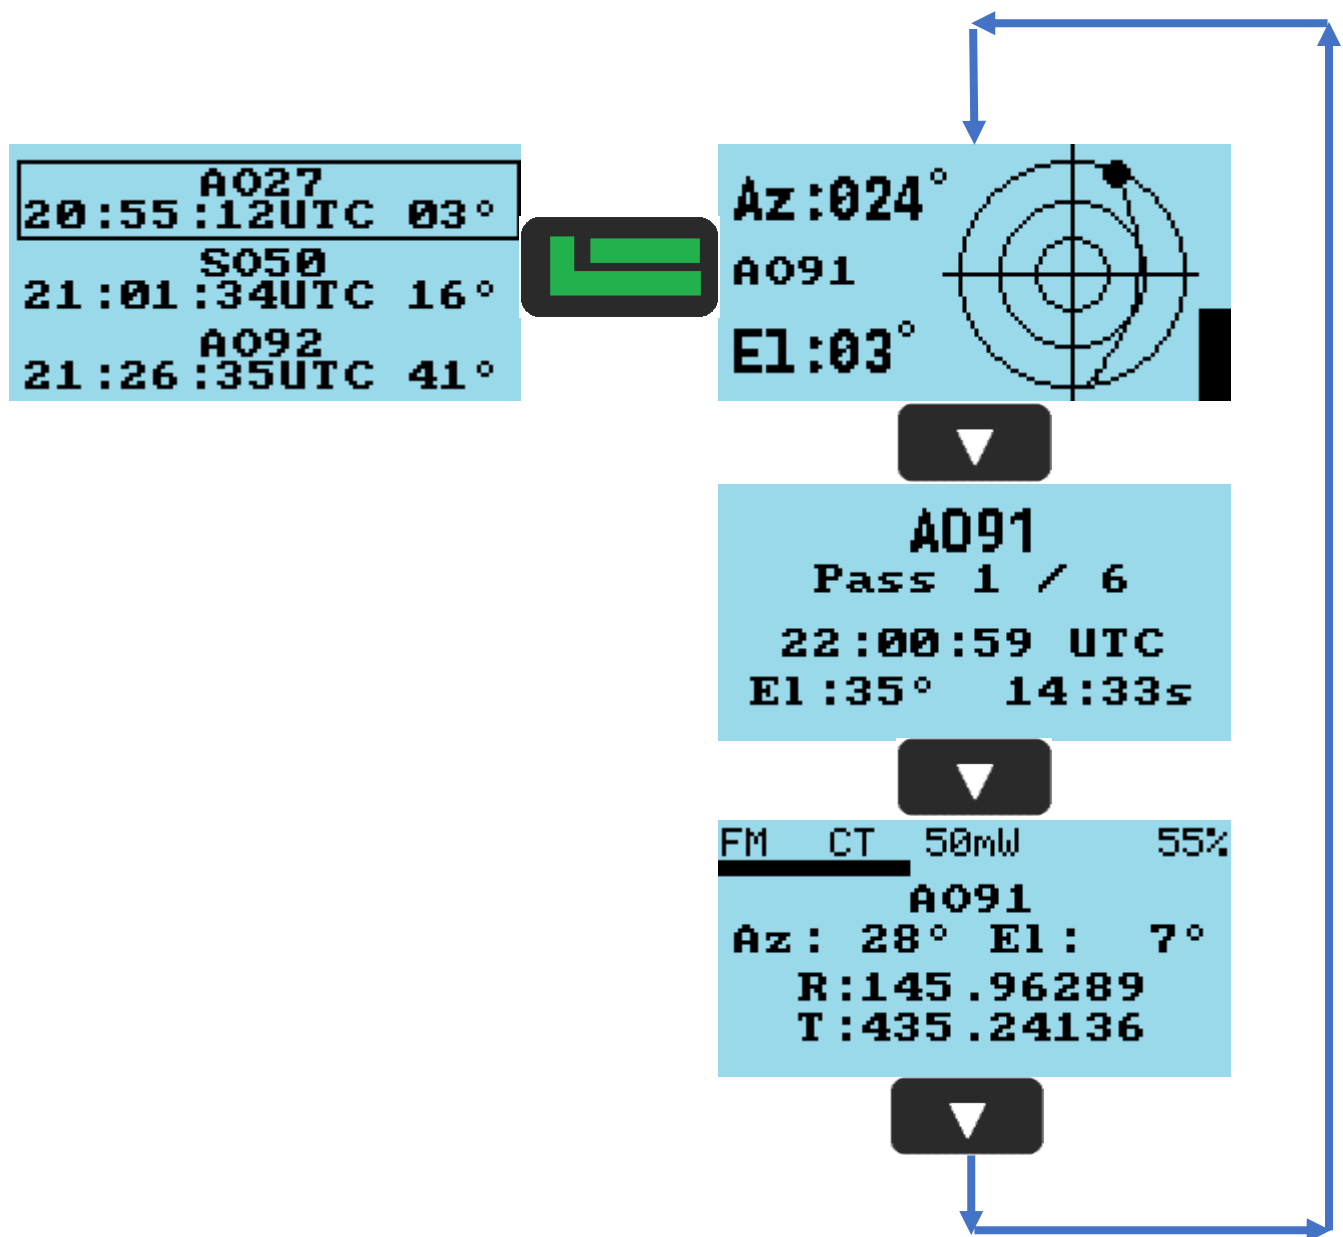 AO27
20:55:12UTC 03°
SO50
21:01:34UTC 16°
AO92
21:26:35UTC 41°
Az:024°
AO91
El:03°
AO91
Pass 1 / 6
22:00:59 UTC
El:35° 14:33s
FM CT 50mW 55%
AO91
Az: 28° El: 7°
R:145.96289
T:435.24136